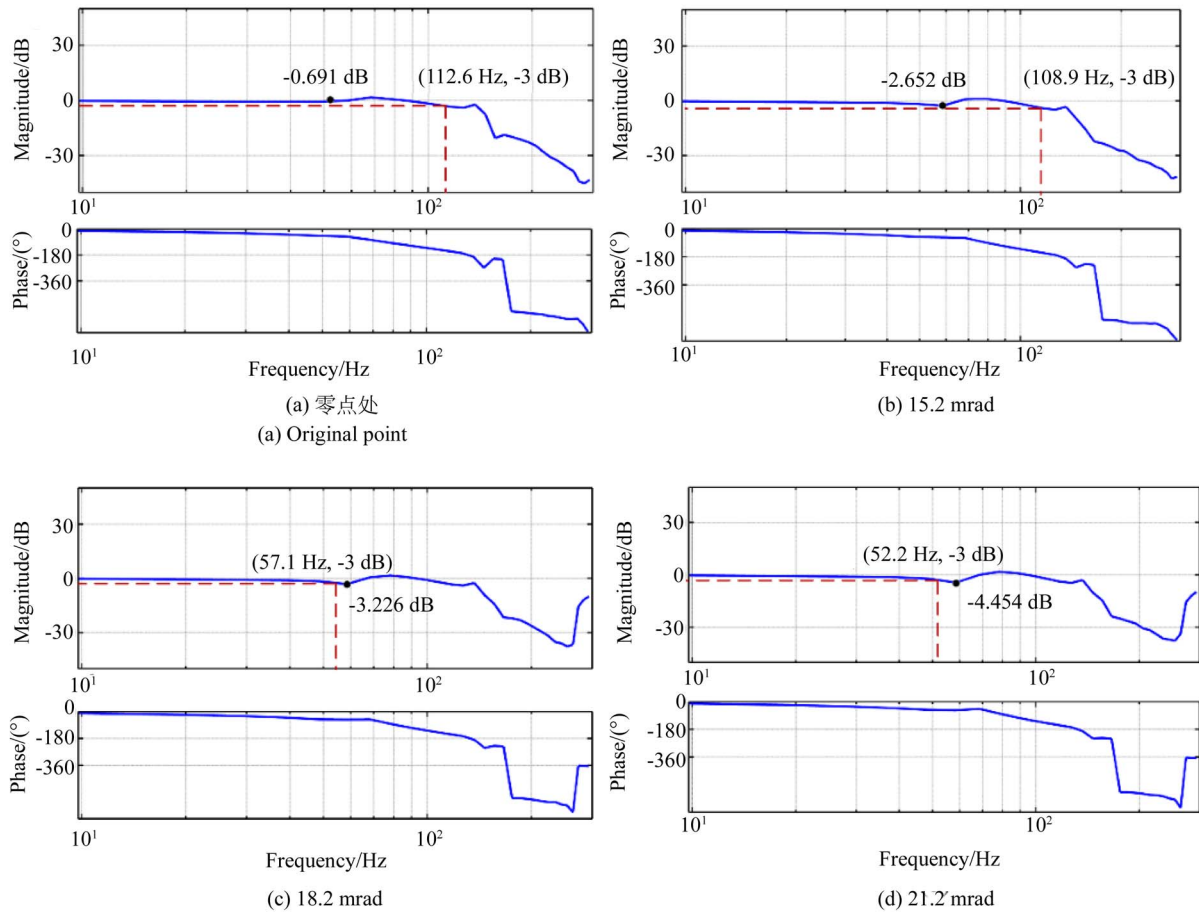 30
0
-30
Magnitude/dB
-0.691 dB
(112.6 Hz, -3 dB)
10¹
10²
0
-180
-360
Phase/(°)
10¹
10²
Frequency/Hz
(a) 零点处
(a) Original point
30
0
-30
Magnitude/dB
-2.652 dB
(108.9 Hz, -3 dB)
10¹
10²
0
-180
-360
Phase/(°)
10¹
10²
Frequency/Hz
(b) 15.2 mrad
30
0
-30
Magnitude/dB
(57.1 Hz, -3 dB)
-3.226 dB
10¹
10²
0
-180
-360
Phase/(°)
10¹
10²
Frequency/Hz
(c) 18.2 mrad
30
0
-30
Magnitude/dB
(52.2 Hz, -3 dB)
-4.454 dB
10¹
10²
0
-180
-360
Phase/(°)
10¹
10²
Frequency/Hz
(d) 21.2 mrad